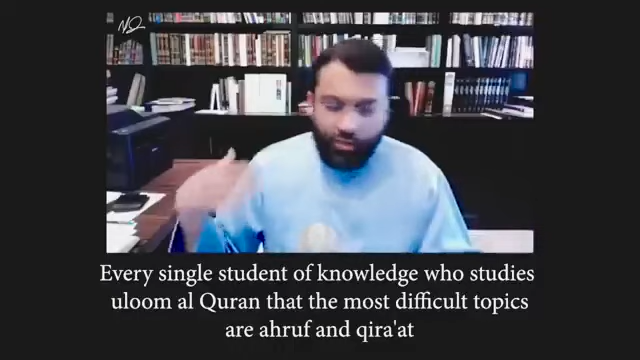 Every single student of knowledge who studies
uloom al Quran that the most difficult topics
are ahruf and qira'at